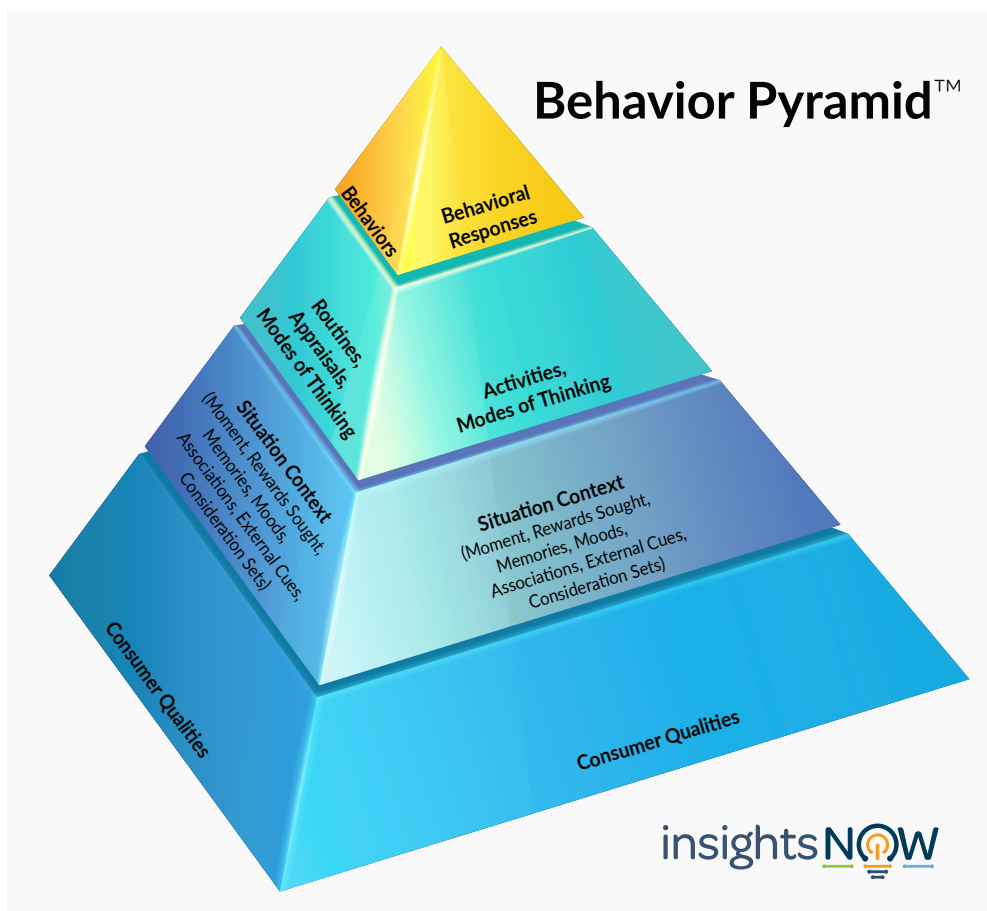 Behavior Pyramid™
Behaviors
Behavioral
Responses
Routines,
Appraisals,
Modes of Thinking
Activities,
Modes of Thinking
Situation Context
(Moment, Rewards Sought,
Memories, Moods,
Associations, External Cues,
Consideration Sets)
Situation Context
(Moment, Rewards Sought,
Memories, Moods,
Associations, External Cues,
Consideration Sets)
Consumer Qualities
Consumer Qualities
insightsNOW